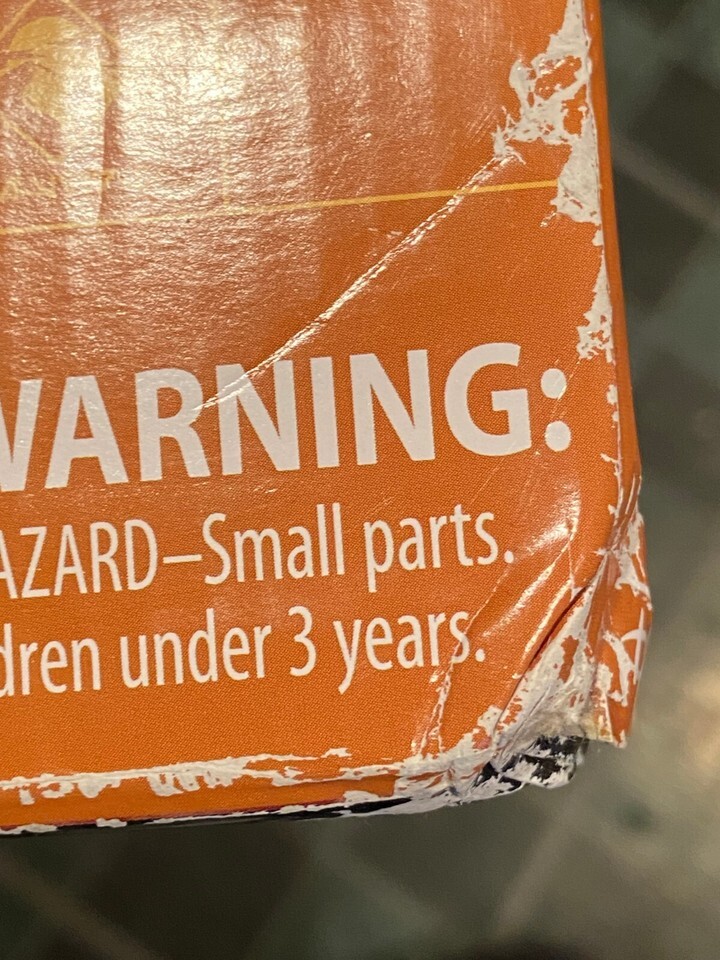 WARNING:
AZARD–Small parts.
dren under 3 years.